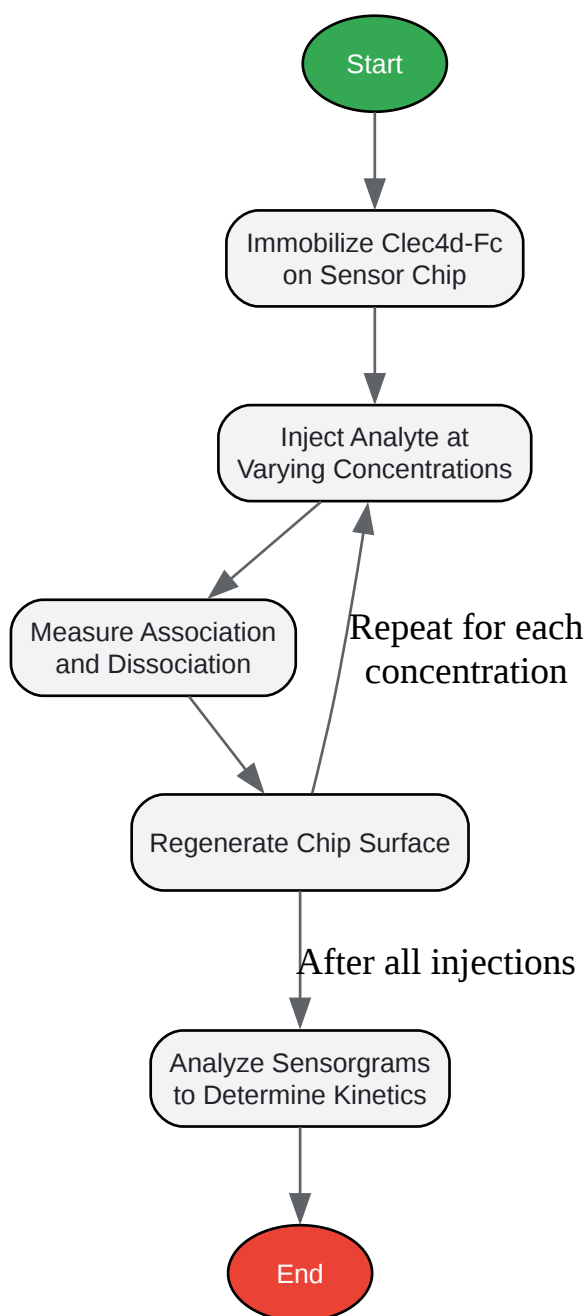 Start
Immobilize Clec4d-Fc
on Sensor Chip
Inject Analyte at
Varying Concentrations
Measure Association
and Dissociation
Repeat for each
concentration
Regenerate Chip Surface
After all injections
Analyze Sensorgrams
to Determine Kinetics
End